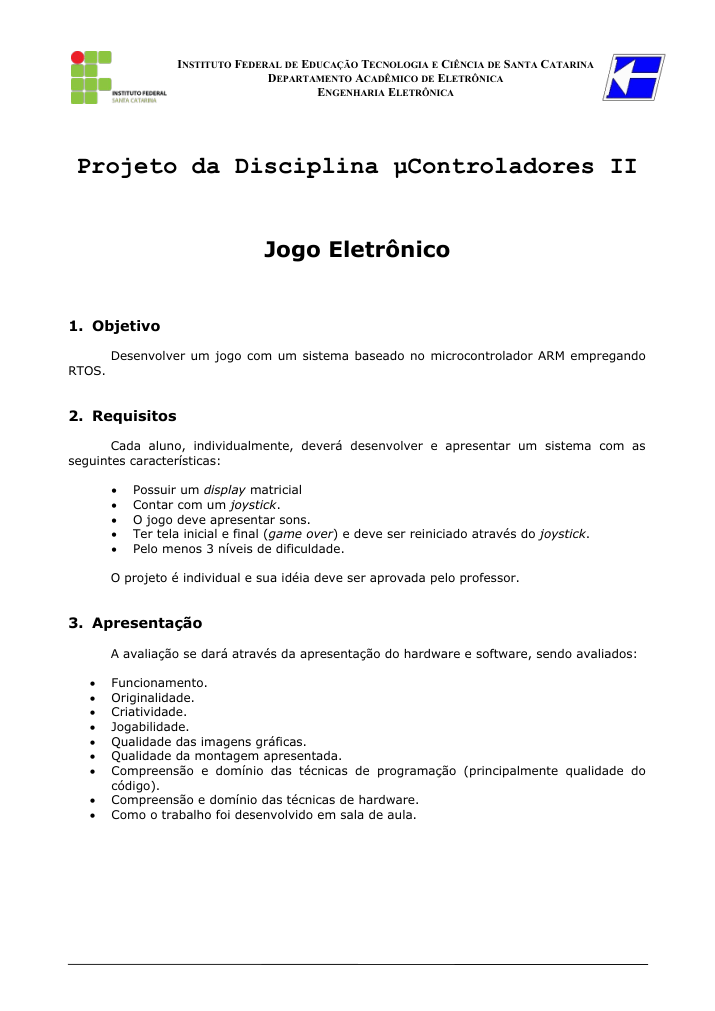 INSTITUTO FEDERAL
SANTA CATARINA
INSTITUTO FEDERAL DE EDUCAÇÃO TECNOLOGIA E CIÊNCIA DE SANTA CATARINA
DEPARTAMENTO ACADÊMICO DE ELETRÔNICA
ENGENHARIA ELETRÔNICA
Projeto da Disciplina µControladores II
Jogo Eletrônico
1. Objetivo
Desenvolver um jogo com um sistema baseado no microcontrolador ARM empregando
RTOS.
2. Requisitos
Cada aluno, individualmente, deverá desenvolver e apresentar um sistema com as
seguintes características:
• Possuir um display matricial
• Contar com um joystick.
• O jogo deve apresentar sons.
• Ter tela inicial e final (game over) e deve ser reiniciado através do joystick.
• Pelo menos 3 níveis de dificuldade.
O projeto é individual e sua idéia deve ser aprovada pelo professor.
3. Apresentação
A avaliação se dará através da apresentação do hardware e software, sendo avaliados:
• Funcionamento.
• Originalidade.
• Criatividade.
• Jogabilidade.
• Qualidade das imagens gráficas.
• Qualidade da montagem apresentada.
• Compreensão e domínio das técnicas de programação (principalmente qualidade do
código).
• Compreensão e domínio das técnicas de hardware.
• Como o trabalho foi desenvolvido em sala de aula.